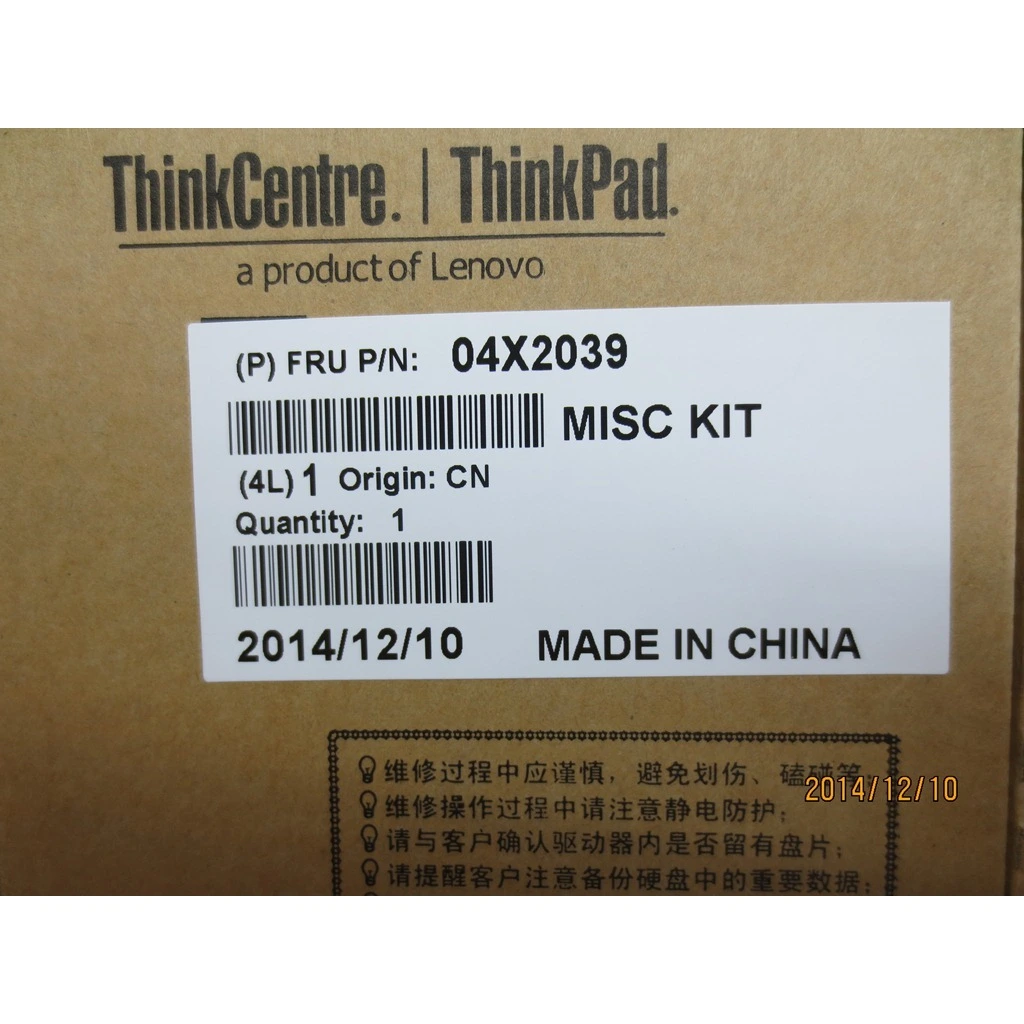 ThinkCentre. | ThinkPad.
a product of Lenovo
(P) FRU P/N: 04X2039
MISC KIT
(4L) 1 Origin: CN
Quantity: 1
2014/12/10 MADE IN CHINA
维修过程中应谨慎，避免划伤、磕碰等
2014/12/10
维修操作过程中请注意静电防护；
请与客户确认驱动器内是否留有盘片；
请提醒客户注意备份硬盘中的重要数据；